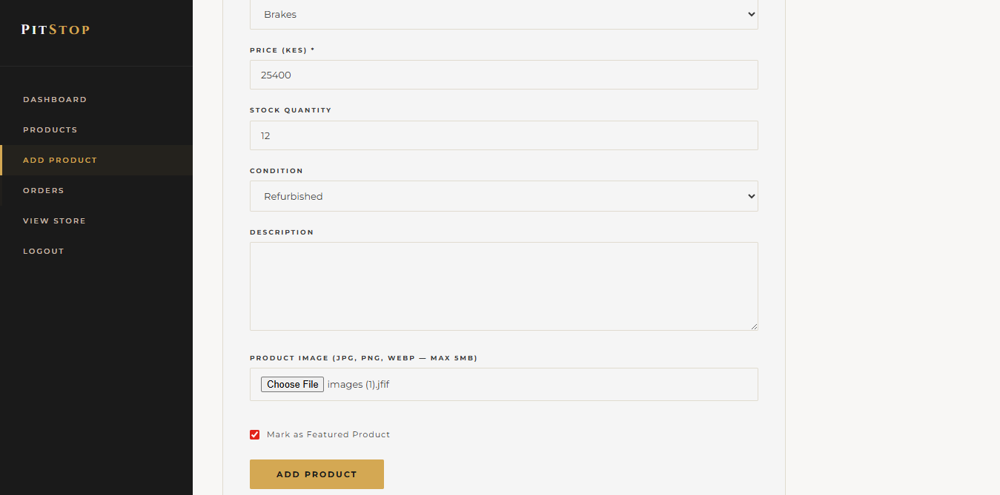 PITSTOP
DASHBOARD
PRODUCTS
ADD PRODUCT
ORDERS
VIEW STORE
LOGOUT
Brakes
PRICE (KES) *
25400
STOCK QUANTITY
12
CONDITION
Refurbished
DESCRIPTION
PRODUCT IMAGE (JPG, PNG, WEBP — MAX 5MB)
Choose File images (1).jfif
Mark as Featured Product
ADD PRODUCT